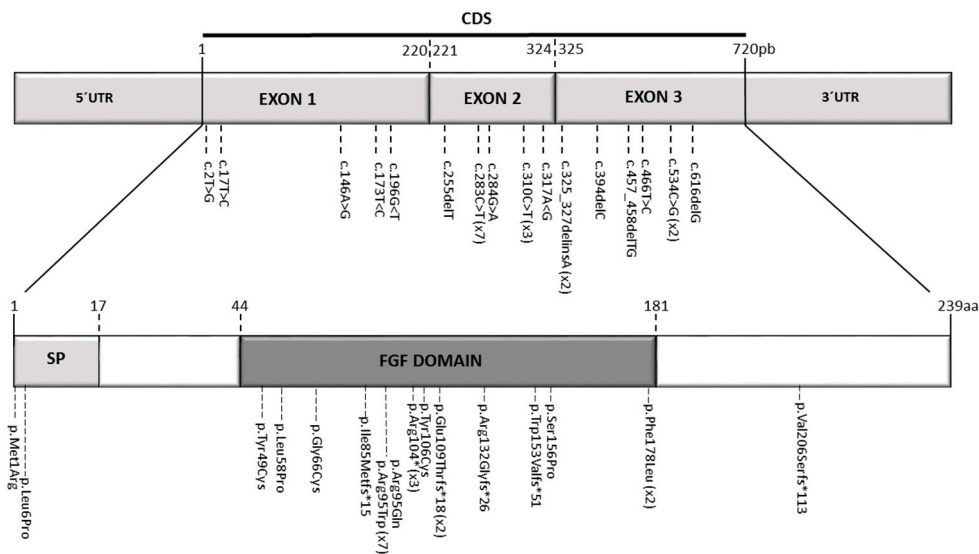 CDS
1 220 221 324 325 720pb
5´UTR EXON 1 EXON 2 EXON 3 3´UTR
c.2T>G
c.17T>C
c.146A>G
c.173T<C
c.196G<T
c.255delT
c.283C>T (x7)
c.284G>A
c.310C>T (x3)
c.317A<G
c.325_327delinsA (x2)
c.394delC
c.457_458delTG
c.466T>C
c.534C>G (x2)
c.616delG
1 17 44 181 239aa
SP FGF DOMAIN
p.Met1Arg
p.Leu6Pro
p.Tyr49Cys
p.Leu58Pro
p.Gly66Cys
p.Ile85Metfs*15
p.Arg95Trp (x7)
p.Arg95Gln
p.Arg104* (x3)
p.Tyr106Cys
p.Glu109Thrfs*18 (x2)
p.Arg132Glyfs*26
p.Trp153Valfs*51
p.Ser156Pro
p.Phe178Leu (x2)
p.Val206Serfs*113